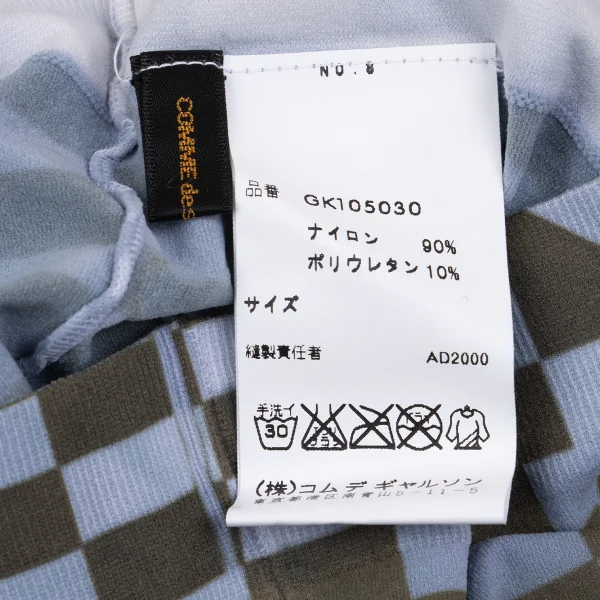 NO.8
COMME des
品番 GK105030
ナイロン 90%
ポリウレタン 10%
サイズ
縫製責任者 AD2000
手洗イ
30
(株)コム デ ギャルソン
東京都港区南青山5-11-5